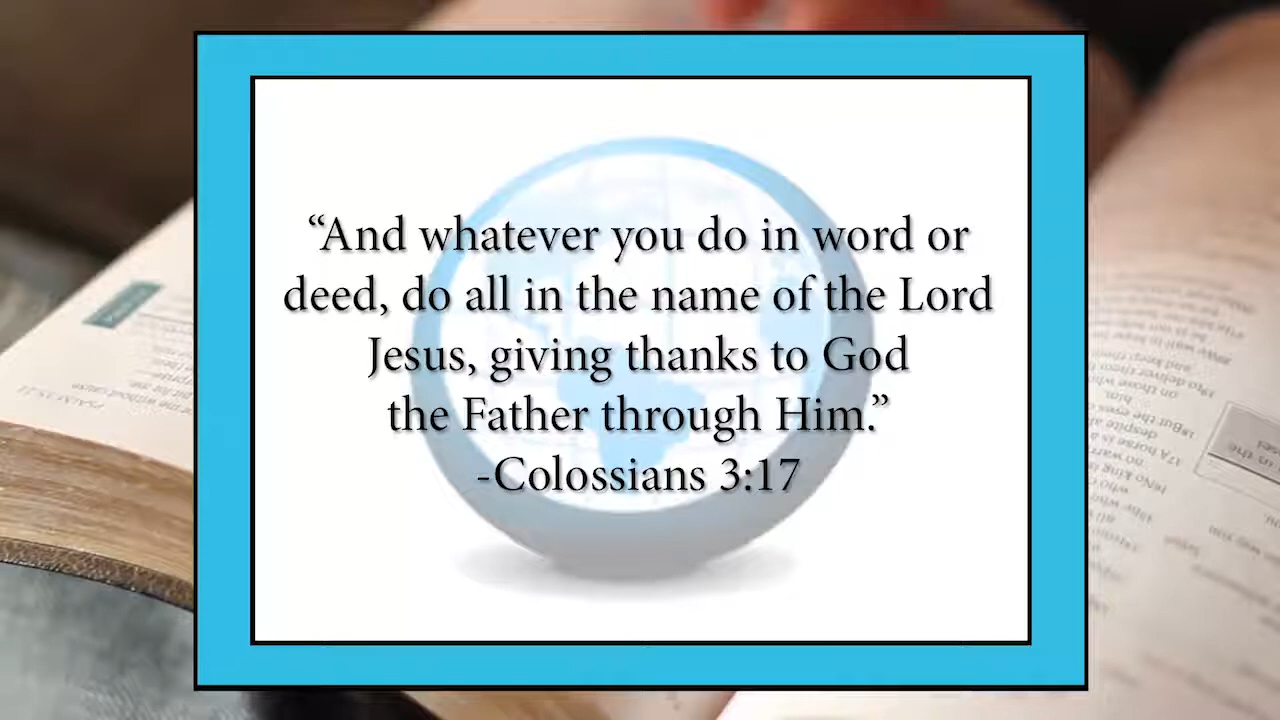 “And whatever you do in word or
deed, do all in the name of the Lord
Jesus, giving thanks to God
the Father through Him.”
-Colossians 3:17